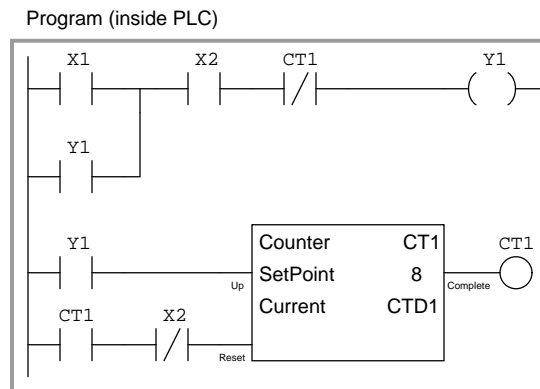 Program (inside PLC)
X1 X2 CT1 Y1
Y1
Y1 Counter CT1 CT1
Up SetPoint 8 Complete
Current CTD1
CT1 X2
Reset